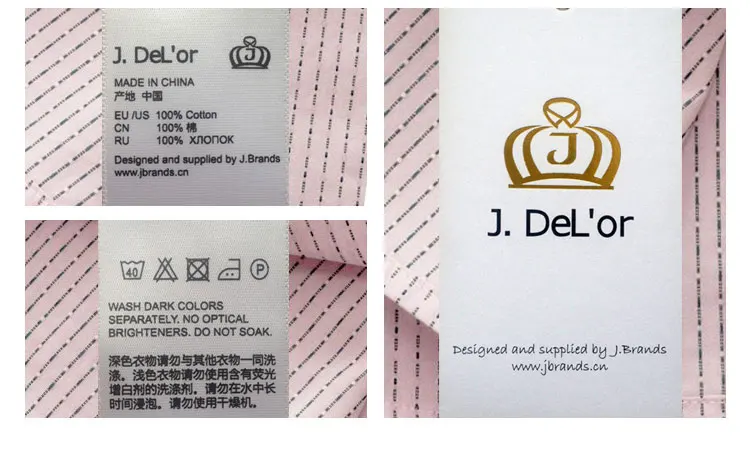 J. DeL'or
J
MADE IN CHINA
产地 中国
EU /US 100% Cotton
CN 100% 棉
RU 100% ХЛОПОК
Designed and supplied by J.Brands
www.jbrands.cn
40
P
WASH DARK COLORS
SEPARATELY. NO OPTICAL
BRIGHTENERS. DO NOT SOAK.
深色衣物请勿与其他衣物一同洗
涤。浅色衣物请勿使用含有荧光
增白剂的洗涤剂。请勿在水中长
时间浸泡。请勿使用干燥机。
J
J. DeL'or
Designed and supplied by J.Brands
www.jbrands.cn